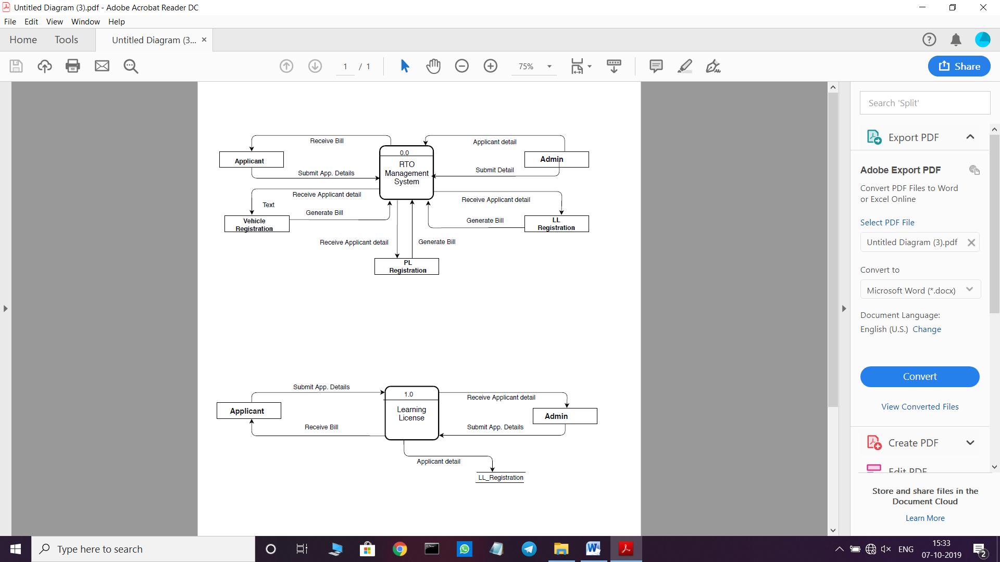 Untitled Diagram (3).pdf - Adobe Acrobat Reader DC
File Edit View Window Help
Home Tools Untitled Diagram (3... ×
1 / 1 75% Share
Receive Bill
Applicant detail
Applicant
Submit App. Details
0.0
RTO
Management
System
Admin
Submit Detail
Receive Applicant detail
Text
Generate Bill
Vehicle
Registration
Receive Applicant detail
Generate Bill
LL
Registration
Receive Applicant detail
Generate Bill
PL
Registration
Submit App. Details
Applicant
Receive Bill
1.0
Learning
License
Receive Applicant detail
Admin
Submit App. Details
Applicant detail
LL_Registration
Search 'Split'
Export PDF
Adobe Export PDF
Convert PDF Files to Word
or Excel Online
Select PDF File
Untitled Diagram (3).pdf
Convert to
Microsoft Word (*.docx)
Document Language:
English (U.S.) Change
Convert
View Converted Files
Create PDF
Edit PDF
Store and share files in the
Document Cloud
Learn More
Type here to search
ENG
15:33
07-10-2019
2